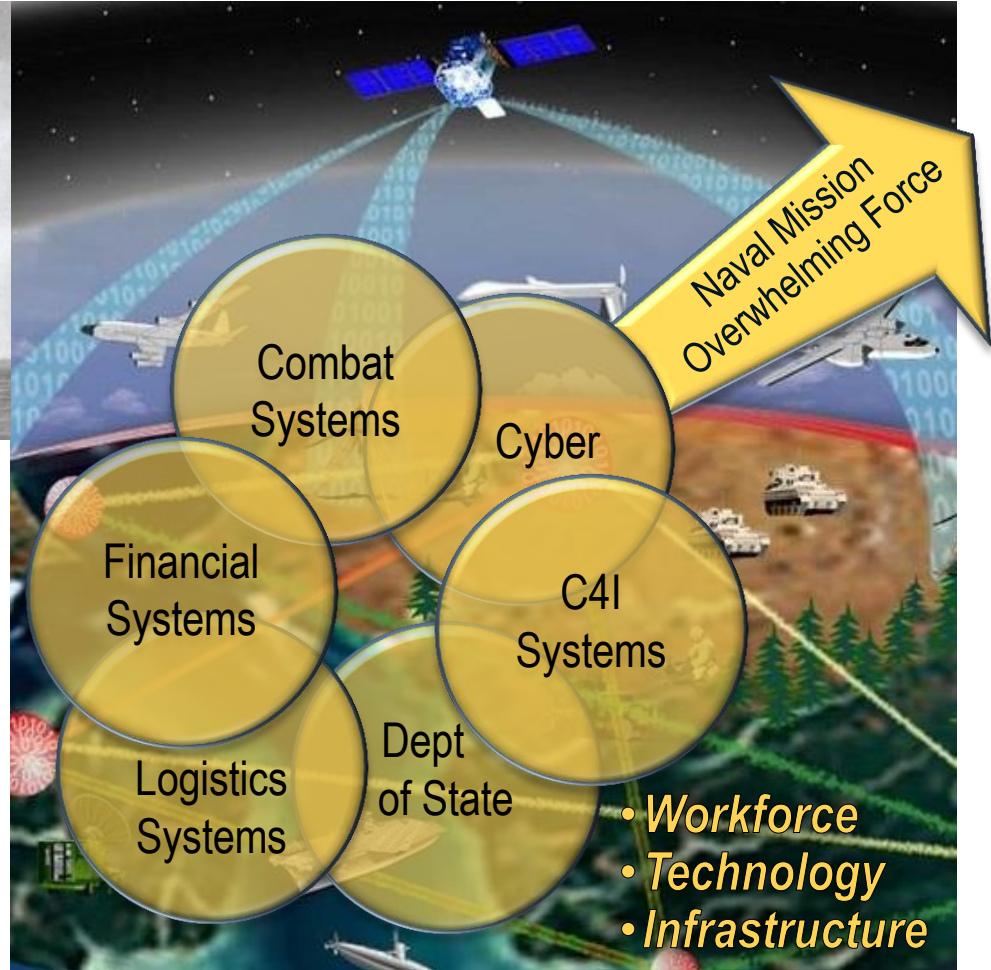 Naval Mission
Overwhelming Force
Combat
Systems
Cyber
Financial
Systems
C4I
Systems
Dept
of State
Logistics
Systems
• Workforce
• Technology
• Infrastructure